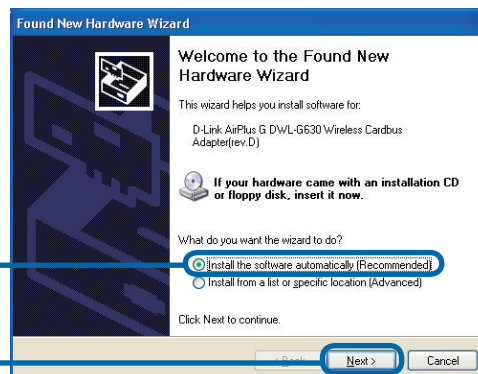 Found New Hardware Wizard
Welcome to the Found New
Hardware Wizard
This wizard helps you install software for:
D-Link AirPlus G DWL-G630 Wireless Cardbus
Adapter(rev.D)
If your hardware came with an installation CD
or floppy disk, insert it now.
What do you want the wizard to do?
Install the software automatically (Recommended)
Install from a list or specific location (Advanced)
Click Next to continue.
< Back
Next >
Cancel